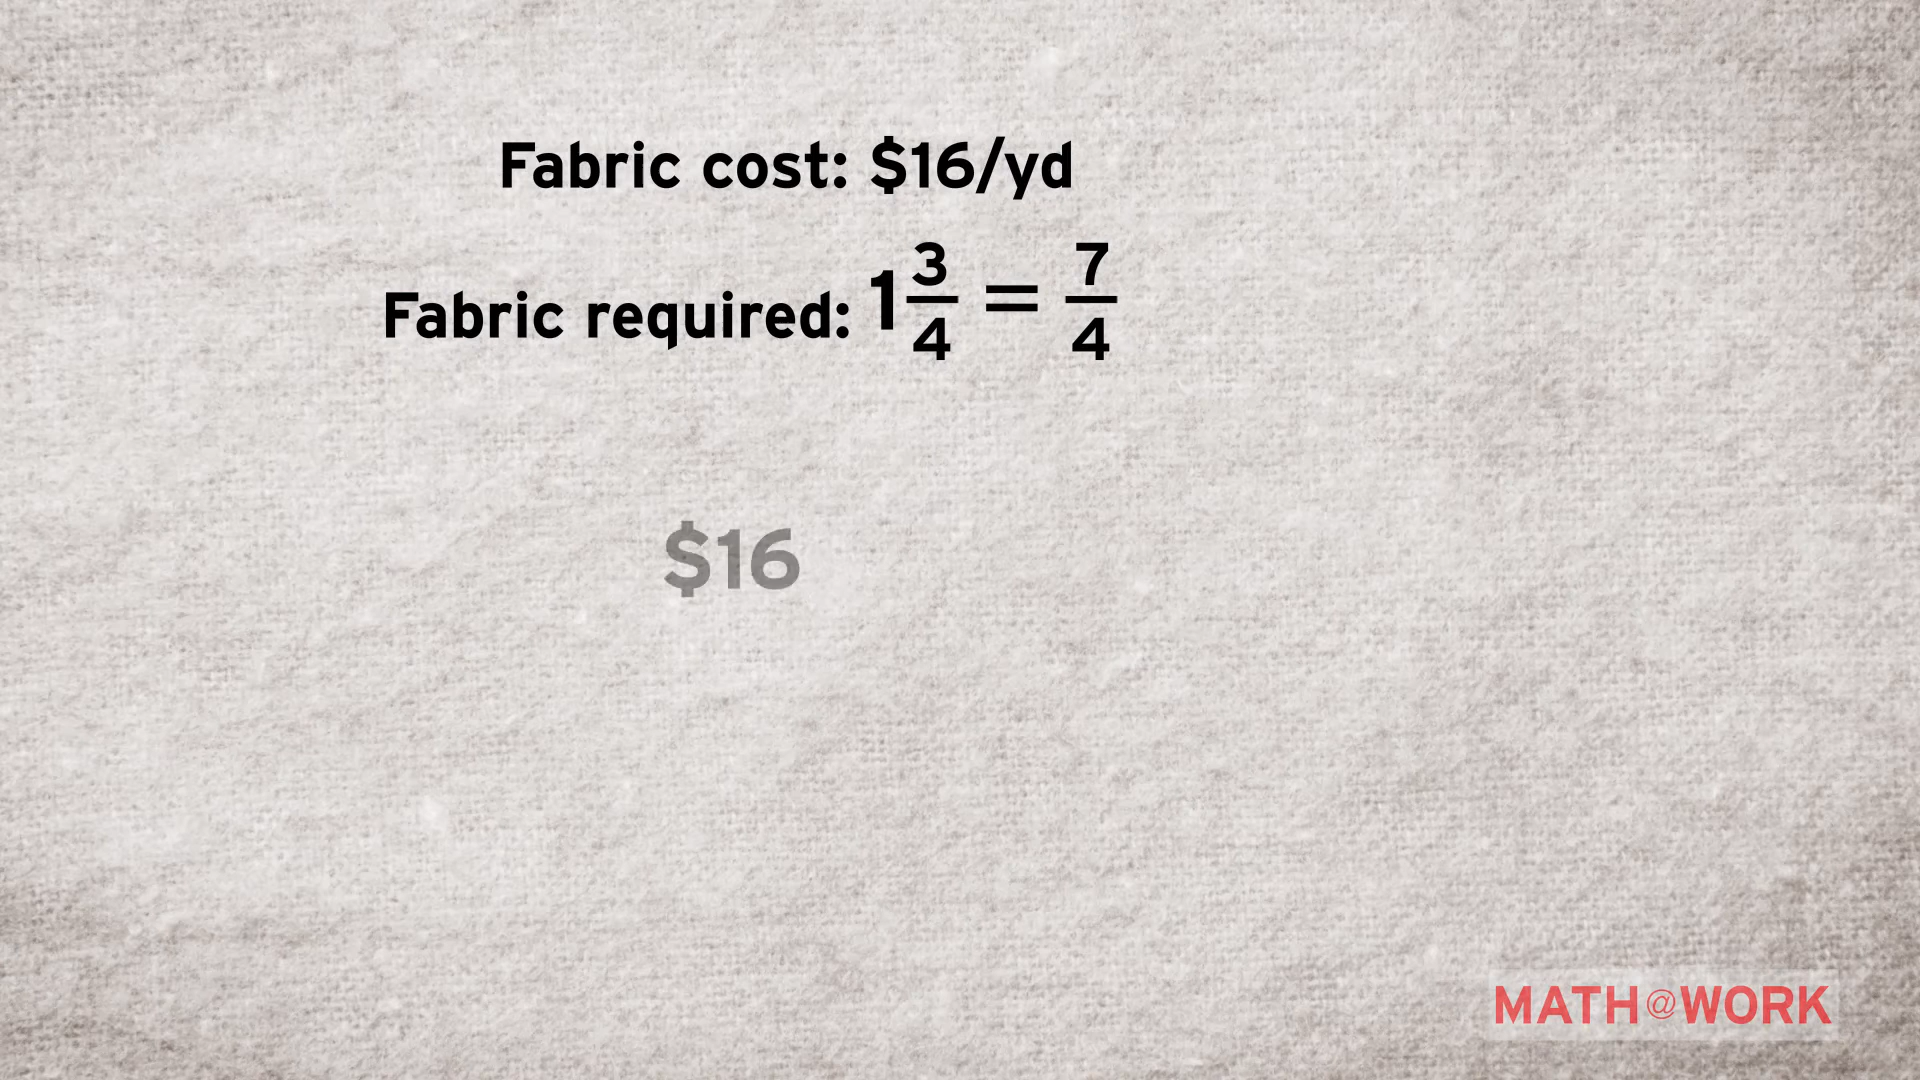 Fabric cost: $16/yd
Fabric required: 1 3/4 = 7/4
$16
MATH@WORK